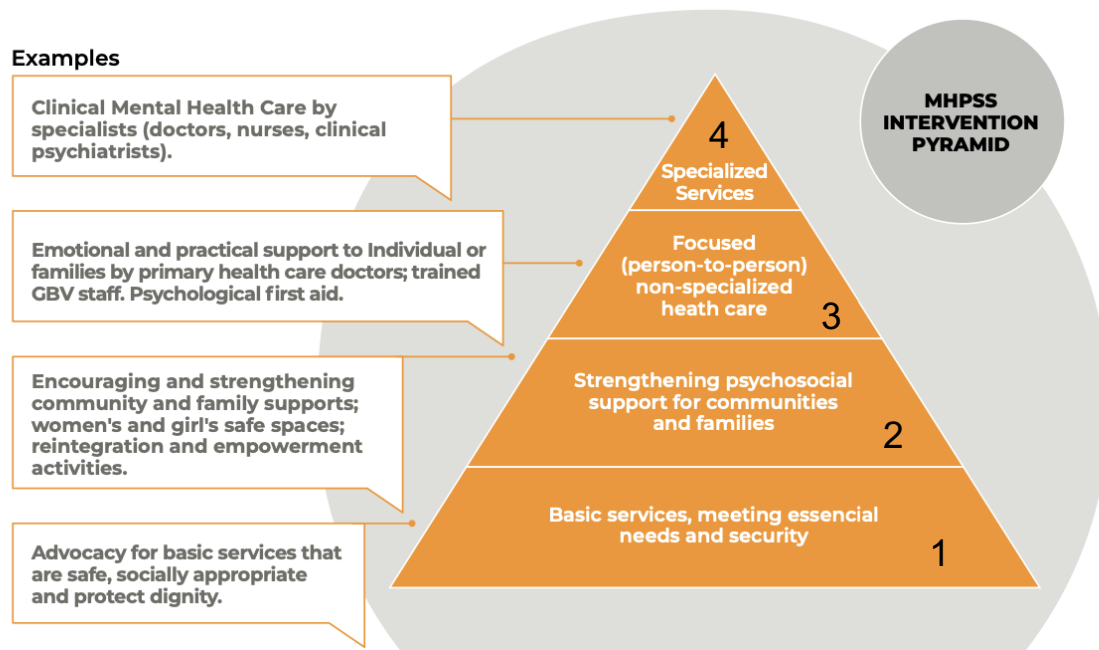 Examples
Clinical Mental Health Care by
specialists (doctors, nurses, clinical
psychiatrists).
Emotional and practical support to Individual or
families by primary health care doctors; trained
GBV staff. Psychological first aid.
Encouraging and strengthening
community and family supports;
women's and girl's safe spaces;
reintegration and empowerment
activities.
Advocacy for basic services that
are safe, socially appropriate
and protect dignity.
MHPSS
INTERVENTION
PYRAMID
4
Specialized
Services
Focused
(person-to-person)
non-specialized
heath care
3
Strengthening psychosocial
support for communities
and families
2
Basic services, meeting essencial
needs and security
1